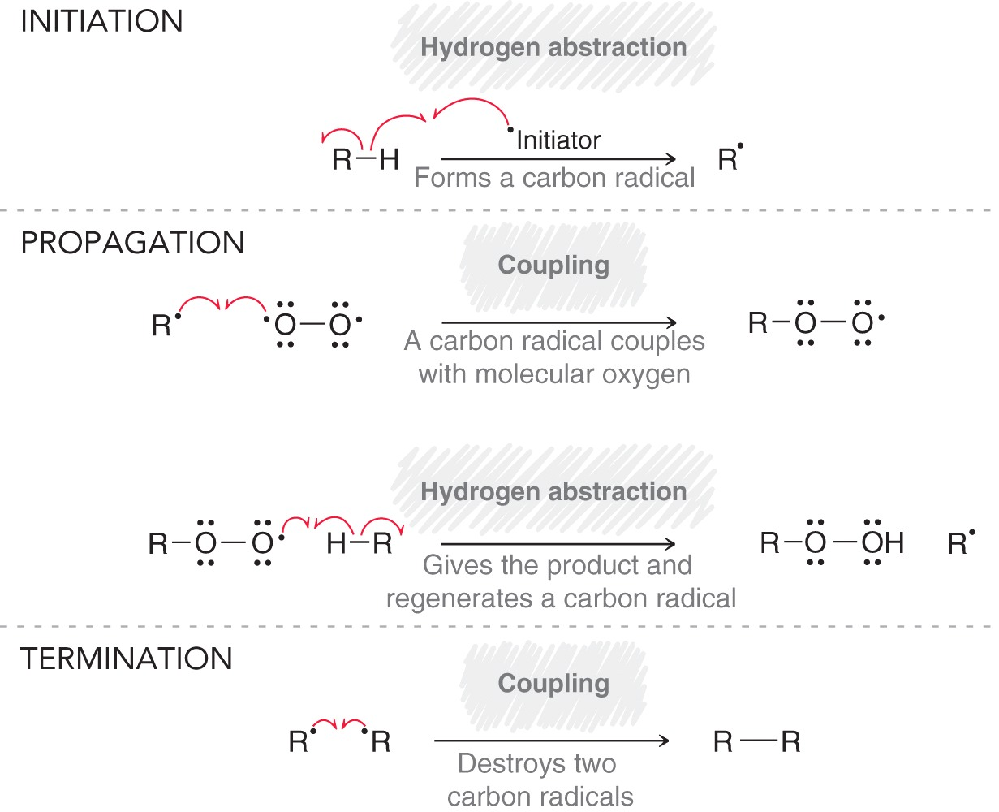 INITIATION
Hydrogen abstraction
R—H
•Initiator
Forms a carbon radical
R•
PROPAGATION
Coupling
R• •O—O•
A carbon radical couples
with molecular oxygen
R—O—O•
Hydrogen abstraction
R—O—O• H—R
Gives the product and
regenerates a carbon radical
R—O—OH R•
TERMINATION
Coupling
R• •R
Destroys two
carbon radicals
R—R